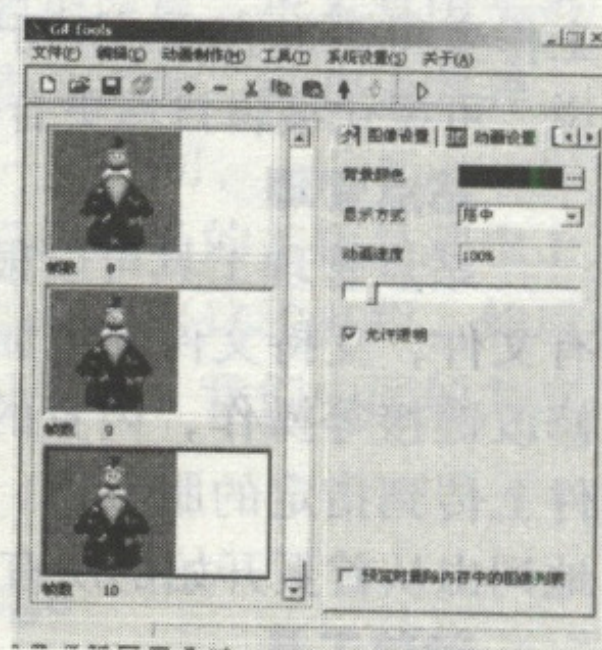 Gif Tools
文件(F) 编辑(E) 动画制作(M) 工具(T) 系统设置(S) 关于(A)
图像设置 动画设置
背景颜色
显示方式 居中
动画速度 100%
允许透明
帧数 8
帧数 9
帧数 10
预览时删除内存中的图像列表